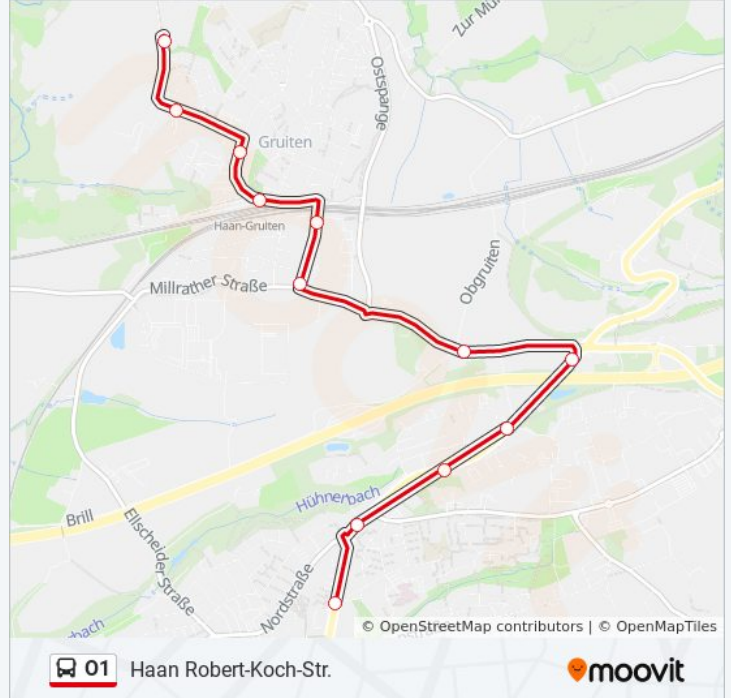 Zur Mü
Ostspange
Gruiten
Haan-Gruiten
Millrather Straße
Obgruiten
Hühnerbach
Brill
Ellscheider Straße
Nordstraße
bach
© OpenStreetMap contributors | © OpenMapTiles
01 Haan Robert-Koch-Str.
moovit